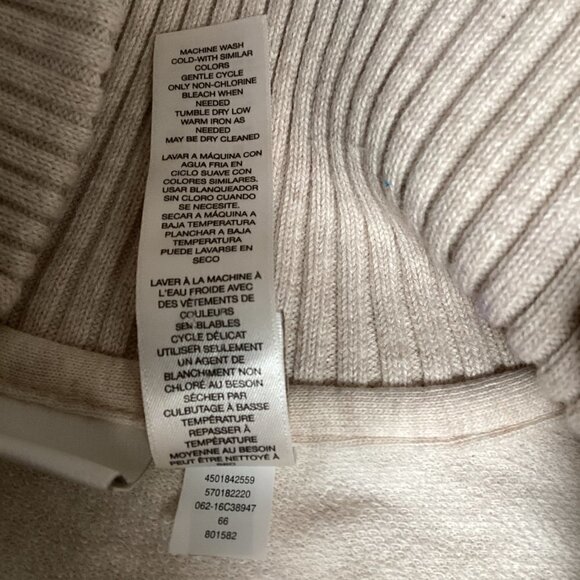 MACHINE WASH
COLD-WITH SIMILAR
COLORS
GENTLE CYCLE
ONLY NON-CHLORINE
BLEACH WHEN
NEEDED
TUMBLE DRY LOW
WARM IRON AS
NEEDED
MAY BE DRY CLEANED
LAVAR A MÁQUINA CON
AGUA FRIA EN
CICLO SUAVE CON
COLORES SIMILARES.
USAR BLANQUEADOR
SIN CLORO CUANDO
SE NECESITE.
SECAR A MÁQUINA A
BAJA TEMPERATURA
PLANCHAR A BAJA
TEMPERATURA
PUEDE LAVARSE EN
SECO
LAVER À LA MACHINE À
L'EAU FROIDE AVEC
DES VÊTEMENTS DE
COULEURS
SEMBLABLES
CYCLE DÉLICAT
UTILISER SEULEMENT
UN AGENT DE
BLANCHIMENT NON
CHLORÉ AU BESOIN
SÉCHER PAR
CULBUTAGE À BASSE
TEMPÉRATURE
REPASSER À
TEMPÉRATURE
MOYENNE AU BESOIN
PEUT ÊTRE NETTOYÉ À
SEC
4501842559
570182220
062-16C38947
66
801582